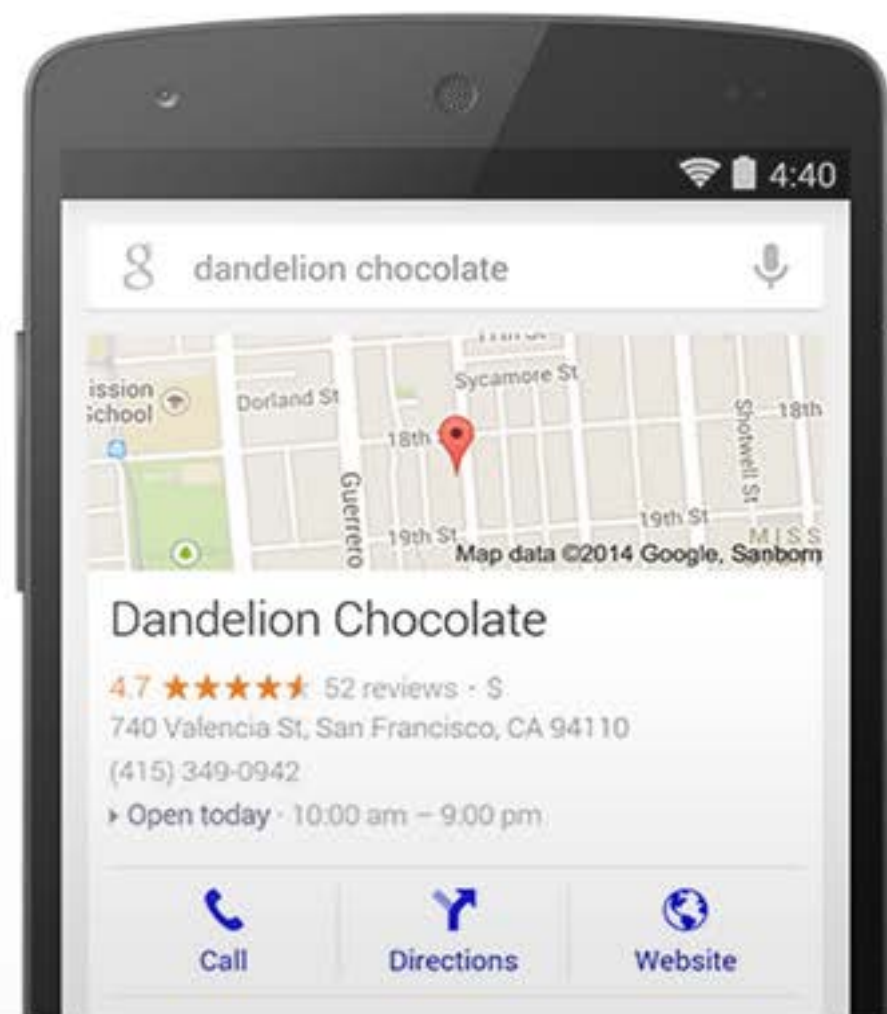 4:40
g dandelion chocolate
Sycamore St
ission
School
Dorland St
18th
18th
Shotwell St
Guerrero
19th St
19th St
MISS
Map data ©2014 Google, Sanborn
Dandelion Chocolate
4.7 ★★★★★ 52 reviews · $
740 Valencia St, San Francisco, CA 94110
(415) 349-0942
Open today · 10:00 am – 9:00 pm
Call Directions Website